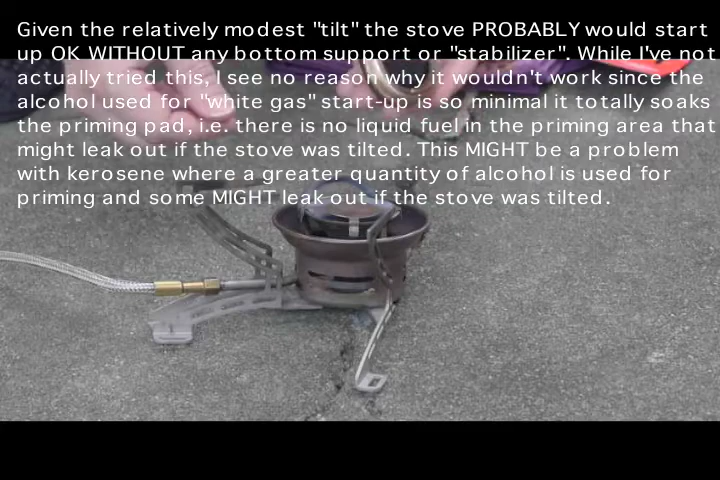 Given the relatively modest "tilt" the stove PROBABLY would start
up OK WITHOUT any bottom support or "stabilizer". While I've not
actually tried this, I see no reason why it wouldn't work since the
alcohol used for "white gas" start-up is so minimal it totally soaks
the priming pad, i.e. there is no liquid fuel in the priming area that
might leak out if the stove was tilted. This MIGHT be a problem
with kerosene where a greater quantity of alcohol is used for
priming and some MIGHT leak out if the stove was tilted.